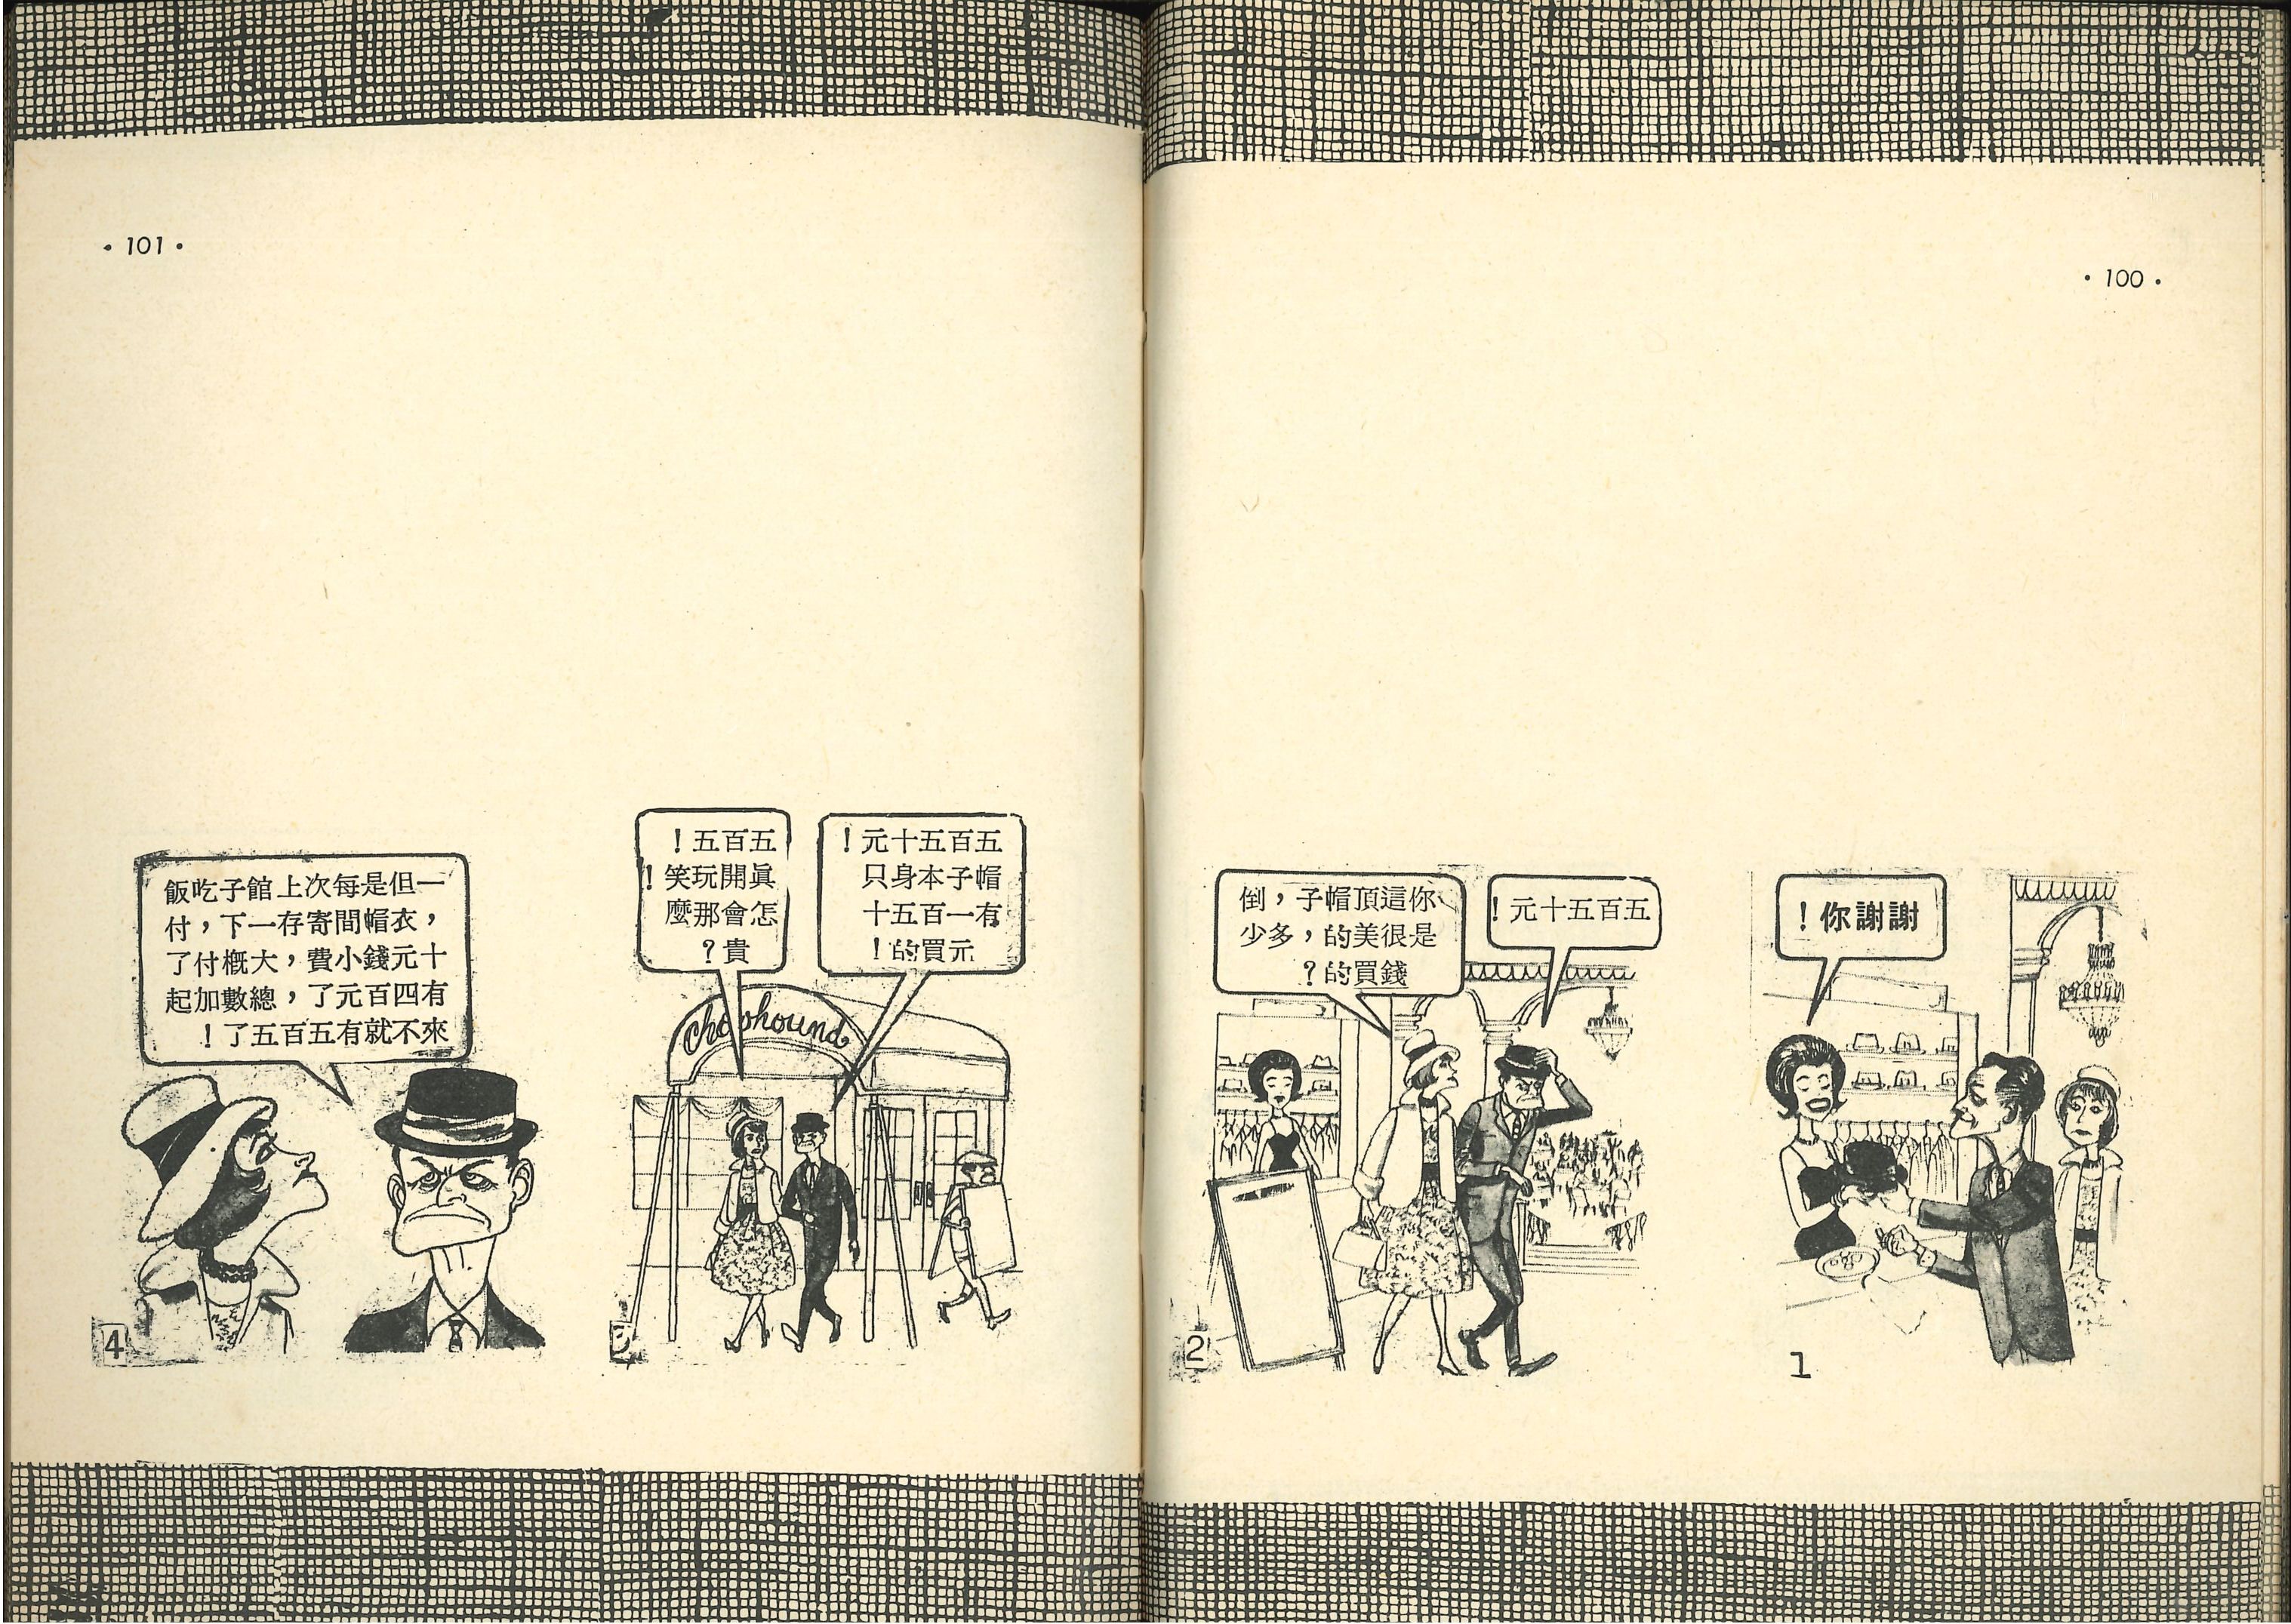 • 100 •
謝謝你！
你這頂帽子，倒
是很美的，多少
錢買的？
五百五十元！
1
2
• 101 •
五百五！
眞開玩笑！
怎會那麼
貴？
五百五十元！
帽子本身只
有一百五十
元買的！
Chophound
一但是每次上館子吃飯
，衣帽間寄存一下，付
十元錢小費，大概付了
有四百元了，總數加起
來不就有五百五了！
4